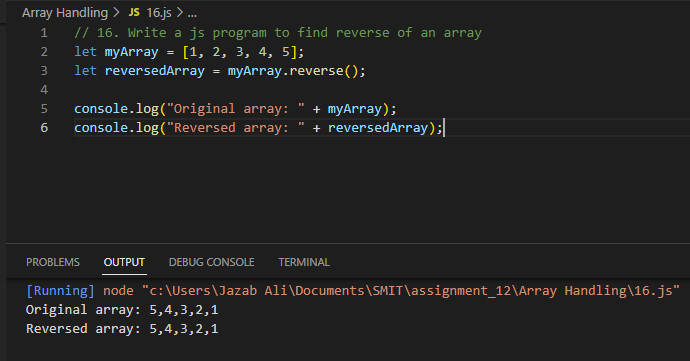 Array Handling > JS 16.js > ...
1 // 16. Write a js program to find reverse of an array
2 let myArray = [1, 2, 3, 4, 5];
3 let reversedArray = myArray.reverse();
4
5 console.log("Original array: " + myArray);
6 console.log("Reversed array: " + reversedArray);
PROBLEMS OUTPUT DEBUG CONSOLE TERMINAL
[Running] node "c:\Users\Jazab Ali\Documents\SMIT\assignment_12\Array Handling\16.js"
Original array: 5,4,3,2,1
Reversed array: 5,4,3,2,1